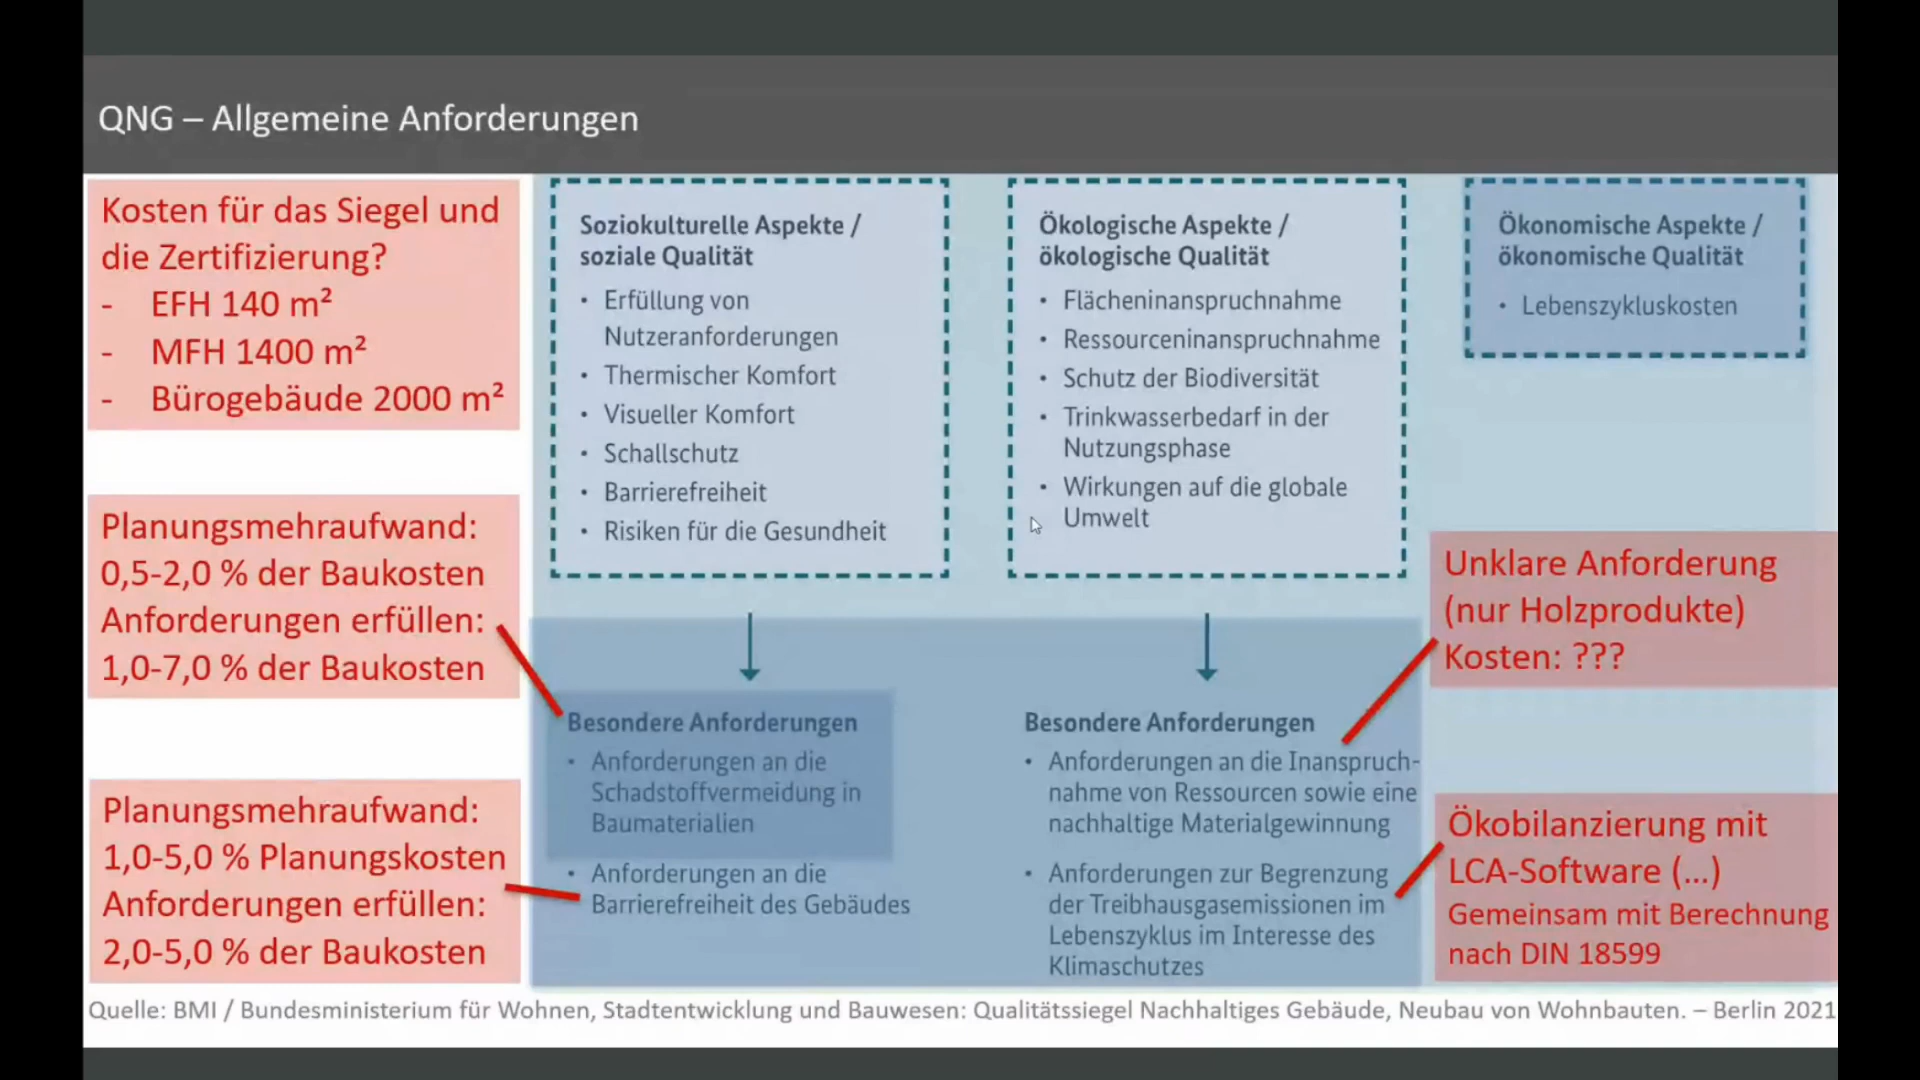 QNG – Allgemeine Anforderungen
Kosten für das Siegel und
die Zertifizierung?
- EFH 140 m²
- MFH 1400 m²
- Bürogebäude 2000 m²
Planungsmehraufwand:
0,5-2,0 % der Baukosten
Anforderungen erfüllen:
1,0-7,0 % der Baukosten
Planungsmehraufwand:
1,0-5,0 % Planungskosten
Anforderungen erfüllen:
2,0-5,0 % der Baukosten
Soziokulturelle Aspekte /
soziale Qualität
• Erfüllung von
Nutzeranforderungen
• Thermischer Komfort
• Visueller Komfort
• Schallschutz
• Barrierefreiheit
• Risiken für die Gesundheit
Besondere Anforderungen
• Anforderungen an die
Schadstoffvermeidung in
Baumaterialien
• Anforderungen an die
Barrierefreiheit des Gebäudes
Ökologische Aspekte /
ökologische Qualität
• Flächeninanspruchnahme
• Ressourceninanspruchnahme
• Schutz der Biodiversität
• Trinkwasserbedarf in der
Nutzungsphase
• Wirkungen auf die globale
Umwelt
Besondere Anforderungen
• Anforderungen an die Inanspruch-
nahme von Ressourcen sowie eine
nachhaltige Materialgewinnung
• Anforderungen zur Begrenzung
der Treibhausgasemissionen im
Lebenszyklus im Interesse des
Klimaschutzes
Ökonomische Aspekte /
ökonomische Qualität
• Lebenszykluskosten
Unklare Anforderung
(nur Holzprodukte)
Kosten: ???
Ökobilanzierung mit
LCA-Software (...)
Gemeinsam mit Berechnung
nach DIN 18599
Quelle: BMI / Bundesministerium für Wohnen, Stadtentwicklung und Bauwesen: Qualitätssiegel Nachhaltiges Gebäude, Neubau von Wohnbauten. – Berlin 2021